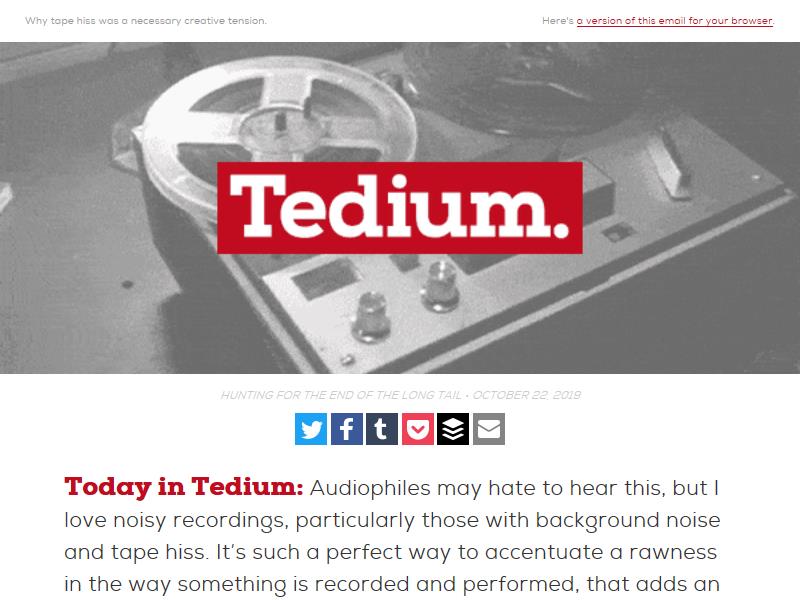 Why tape hiss was a necessary creative tension.
Here's a version of this email for your browser.
Tedium.
HUNTING FOR THE END OF THE LONG TAIL • OCTOBER 22, 2019
Today in Tedium: Audiophiles may hate to hear this, but I
love noisy recordings, particularly those with background noise
and tape hiss. It's such a perfect way to accentuate a rawness
in the way something is recorded and performed, that adds an